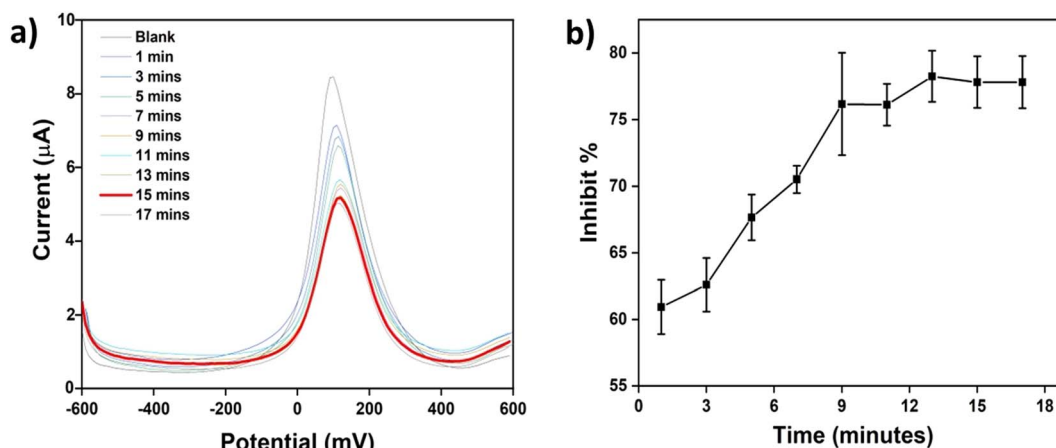 a)
10
8
6
4
2
0
Current (μA)
Blank
1 min
3 mins
5 mins
7 mins
9 mins
11 mins
13 mins
15 mins
17 mins
-600 -400 -200 0 200 400 600
Potential (mV)
b)
80
75
70
65
60
55
Inhibit %
0 3 6 9 12 15 18
Time (minutes)